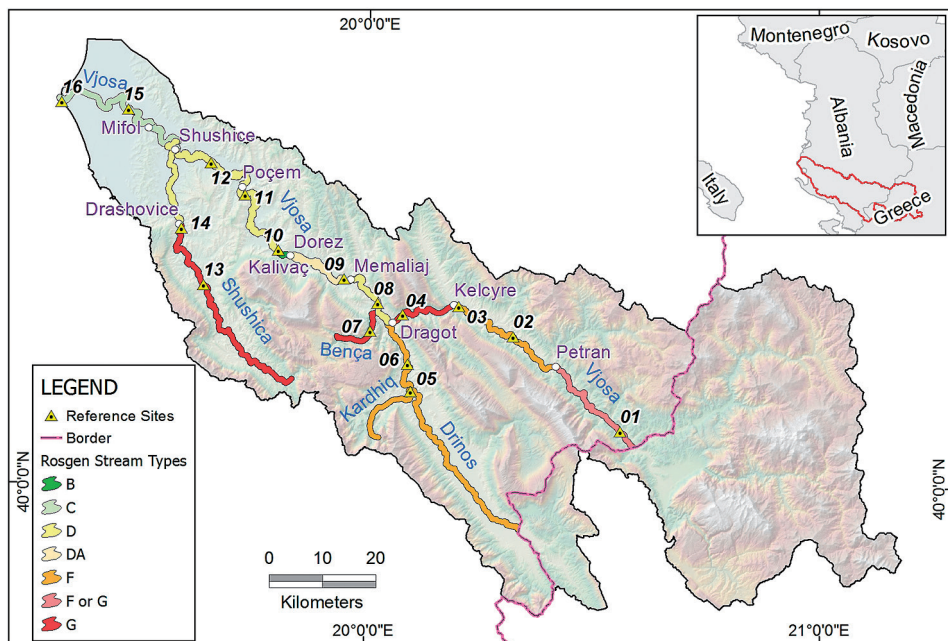 20°0'0"E
Montenegro
Kosovo
Albania
Macedonia
Italy
Greece
16
Vjosa
15
Mifol
Shushice
12
Poçem
11
Vjosa
Drashovice
14
10
Dorez
Kalivaç
09
Memaliaj
13
Shushica
08
04
Kelcyre
03
07
Dragot
02
Bença
06
Petran
Vjosa
05
Kardhiq
01
Drinos
LEGEND
Reference Sites
Border
Rosgen Stream Types
B
C
D
DA
F
F or G
G
40°0'0"N
40°0'0"N
0 10 20
Kilometers
20°0'0"E
21°0'0"E